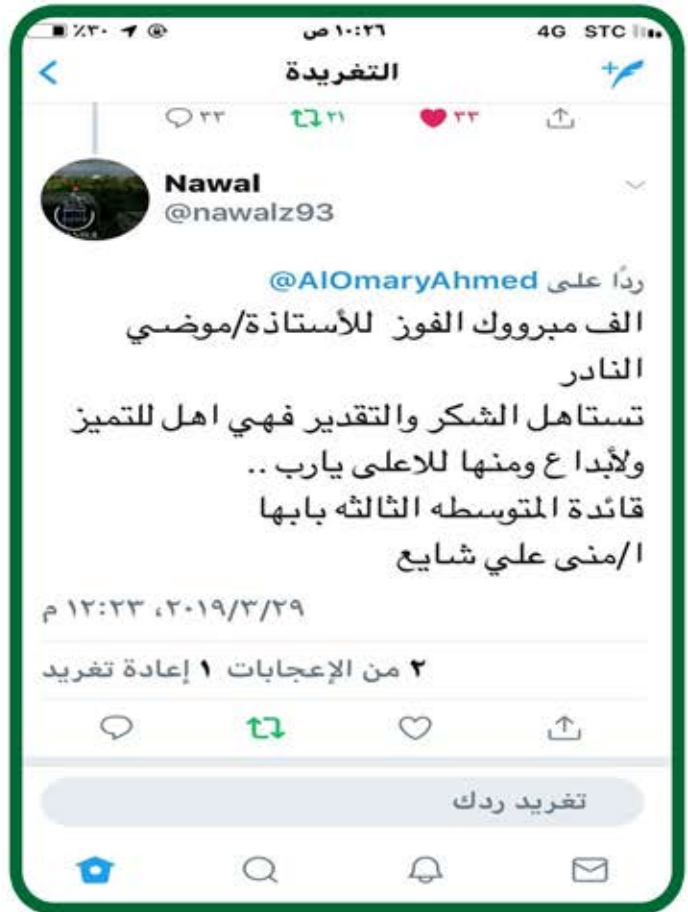 ٪٣٠ ١٠:٢٦ ص 4G STC
التغريدة
٣٣ ٢١ ٣٣
Nawal
@nawalz93
ردًا على @AlOmaryAhmed
الف مبرووك الفوز للأستاذة/موضي
النادر
تستاهل الشكر والتقدير فهي اهل للتميز
ولأبدا ع ومنها للاعلى يارب ..
قائدة المتوسطه الثالثه بابها
ا/منى علي شايع
٢٠١٩/٣/٢٩، ١٢:٢٣ م
٢ من الإعجابات ١ إعادة تغريد
تغريد ردك